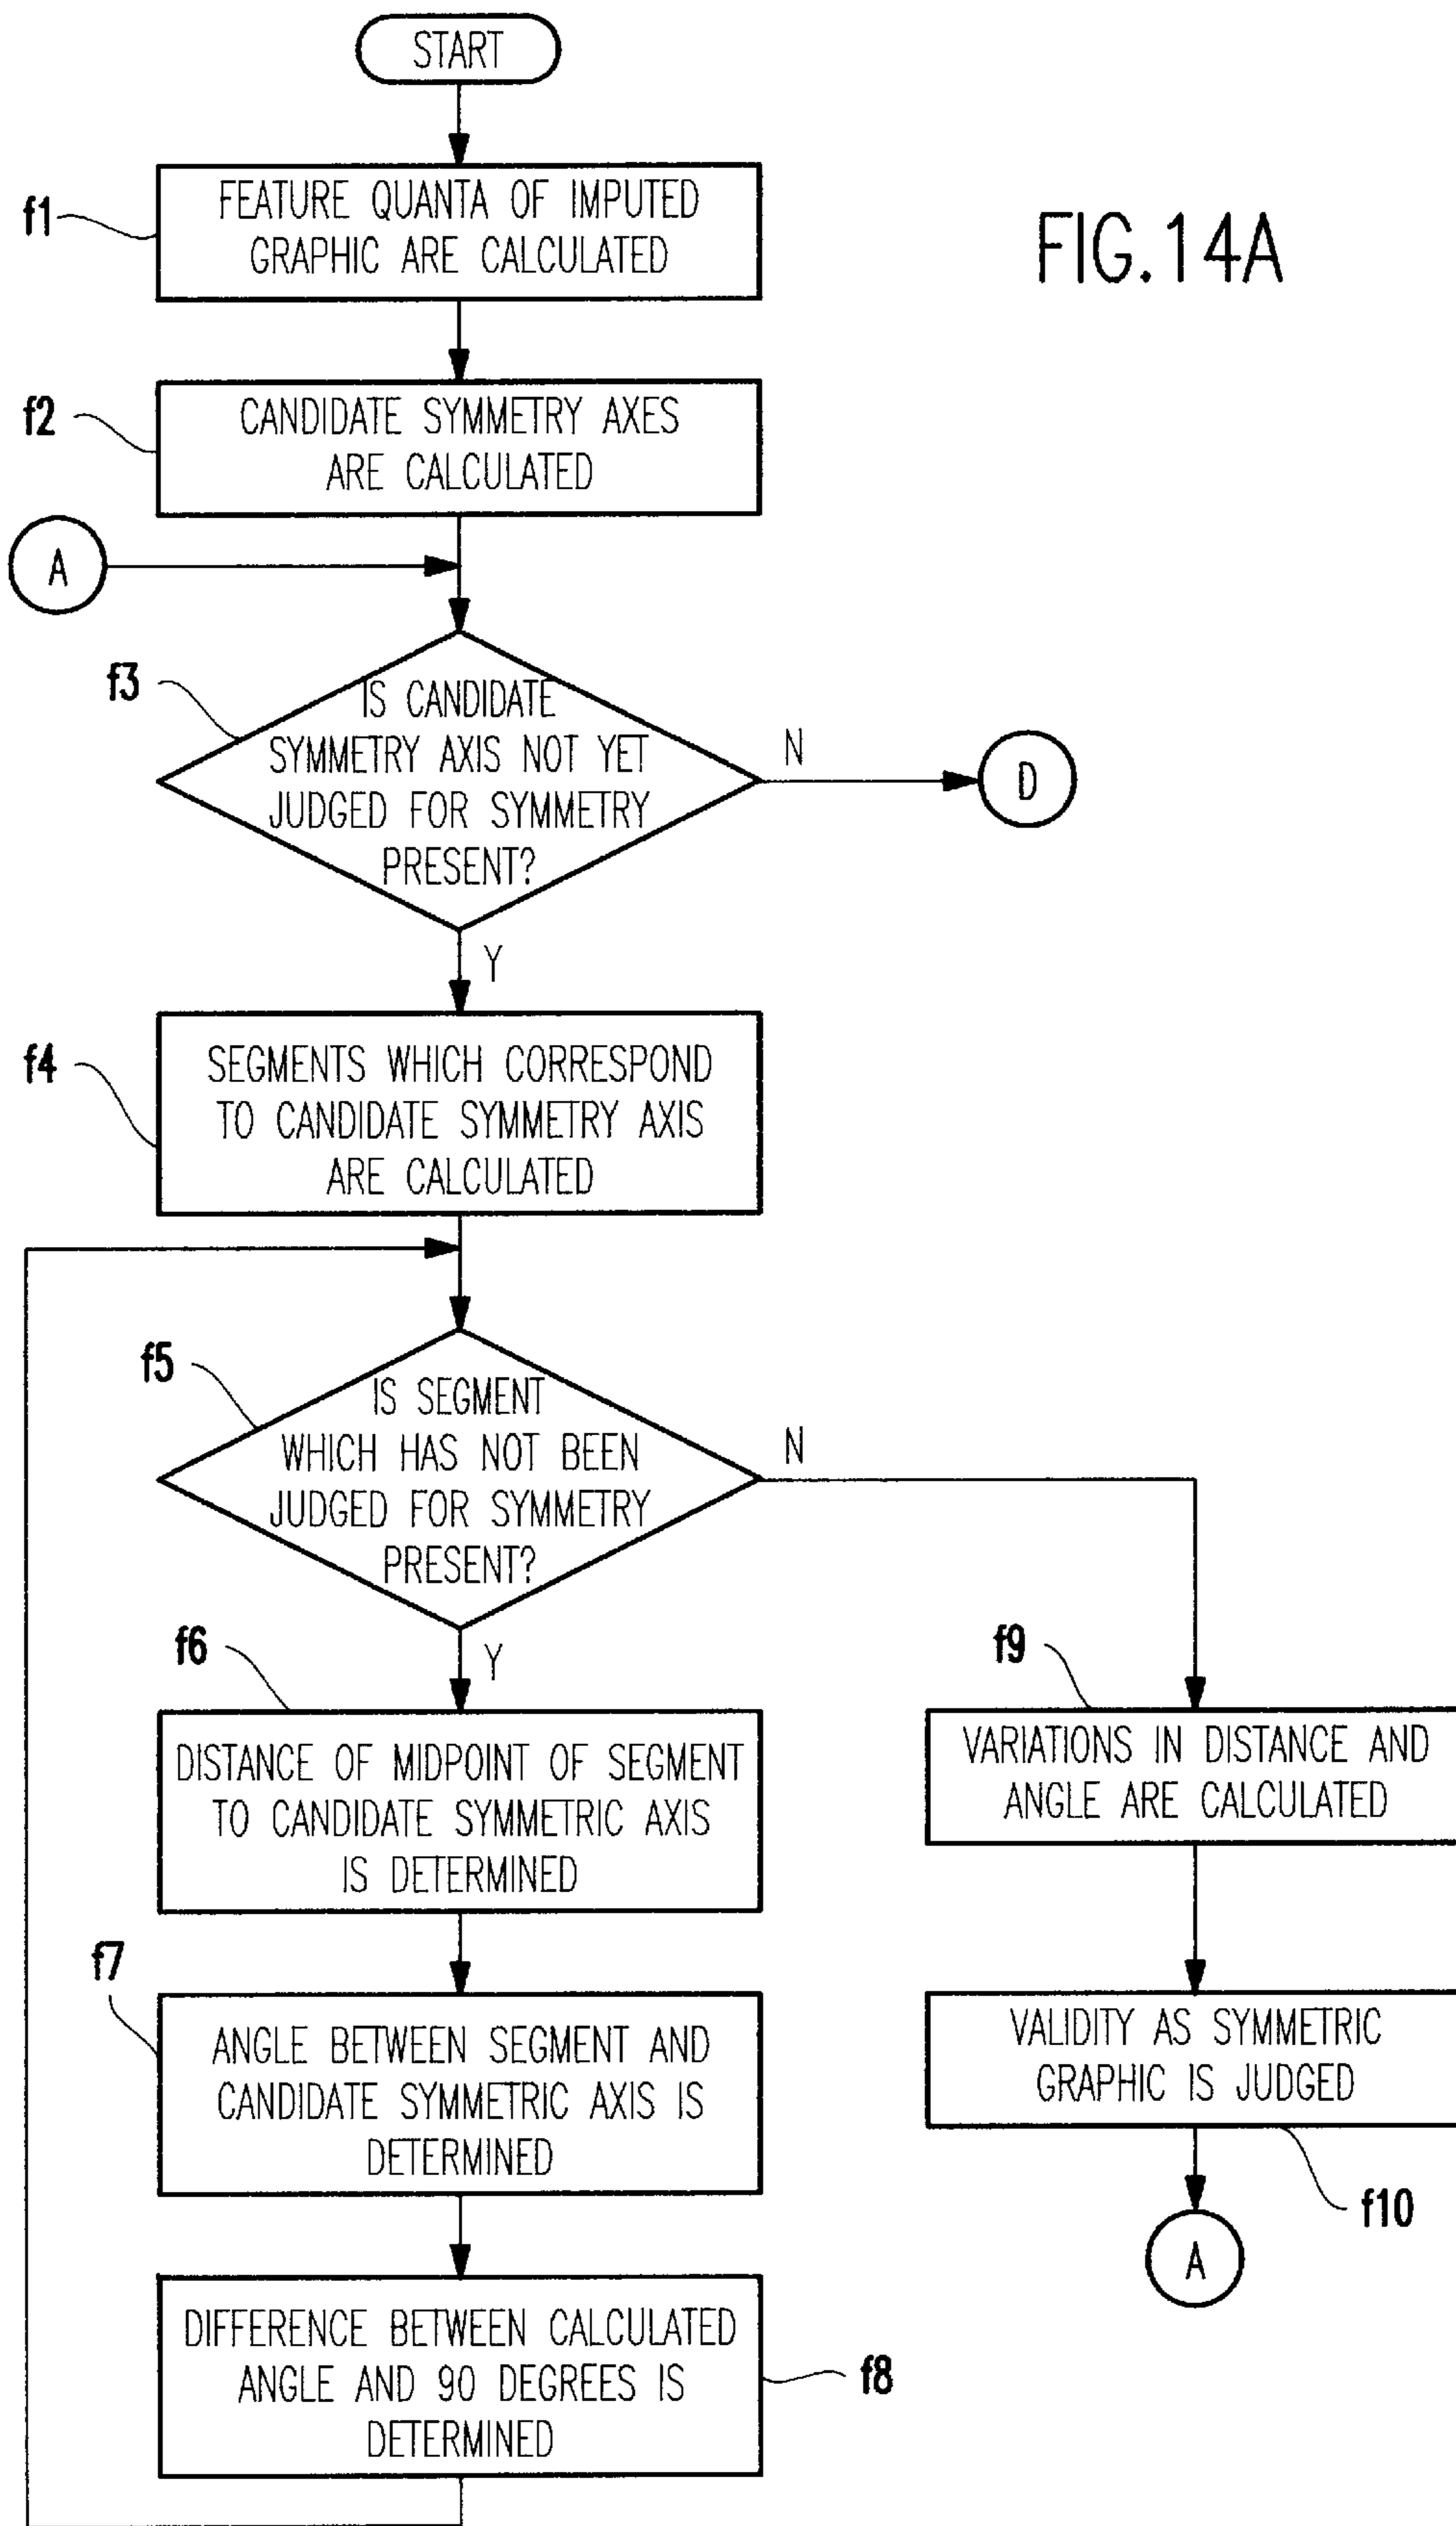 START
f1
FEATURE QUANTA OF IMPUTED
GRAPHIC ARE CALCULATED
FIG.14A
f2
CANDIDATE SYMMETRY AXES
ARE CALCULATED
A
f3
IS CANDIDATE
SYMMETRY AXIS NOT YET
JUDGED FOR SYMMETRY
PRESENT?
N
D
Y
f4
SEGMENTS WHICH CORRESPOND
TO CANDIDATE SYMMETRY AXIS
ARE CALCULATED
f5
IS SEGMENT
WHICH HAS NOT BEEN
JUDGED FOR SYMMETRY
PRESENT?
N
Y
f6
DISTANCE OF MIDPOINT OF SEGMENT
TO CANDIDATE SYMMETRIC AXIS
IS DETERMINED
f7
ANGLE BETWEEN SEGMENT AND
CANDIDATE SYMMETRIC AXIS IS
DETERMINED
DIFFERENCE BETWEEN CALCULATED
ANGLE AND 90 DEGREES IS
DETERMINED
f8
f9
VARIATIONS IN DISTANCE AND
ANGLE ARE CALCULATED
VALIDITY AS SYMMETRIC
GRAPHIC IS JUDGED
f10
A